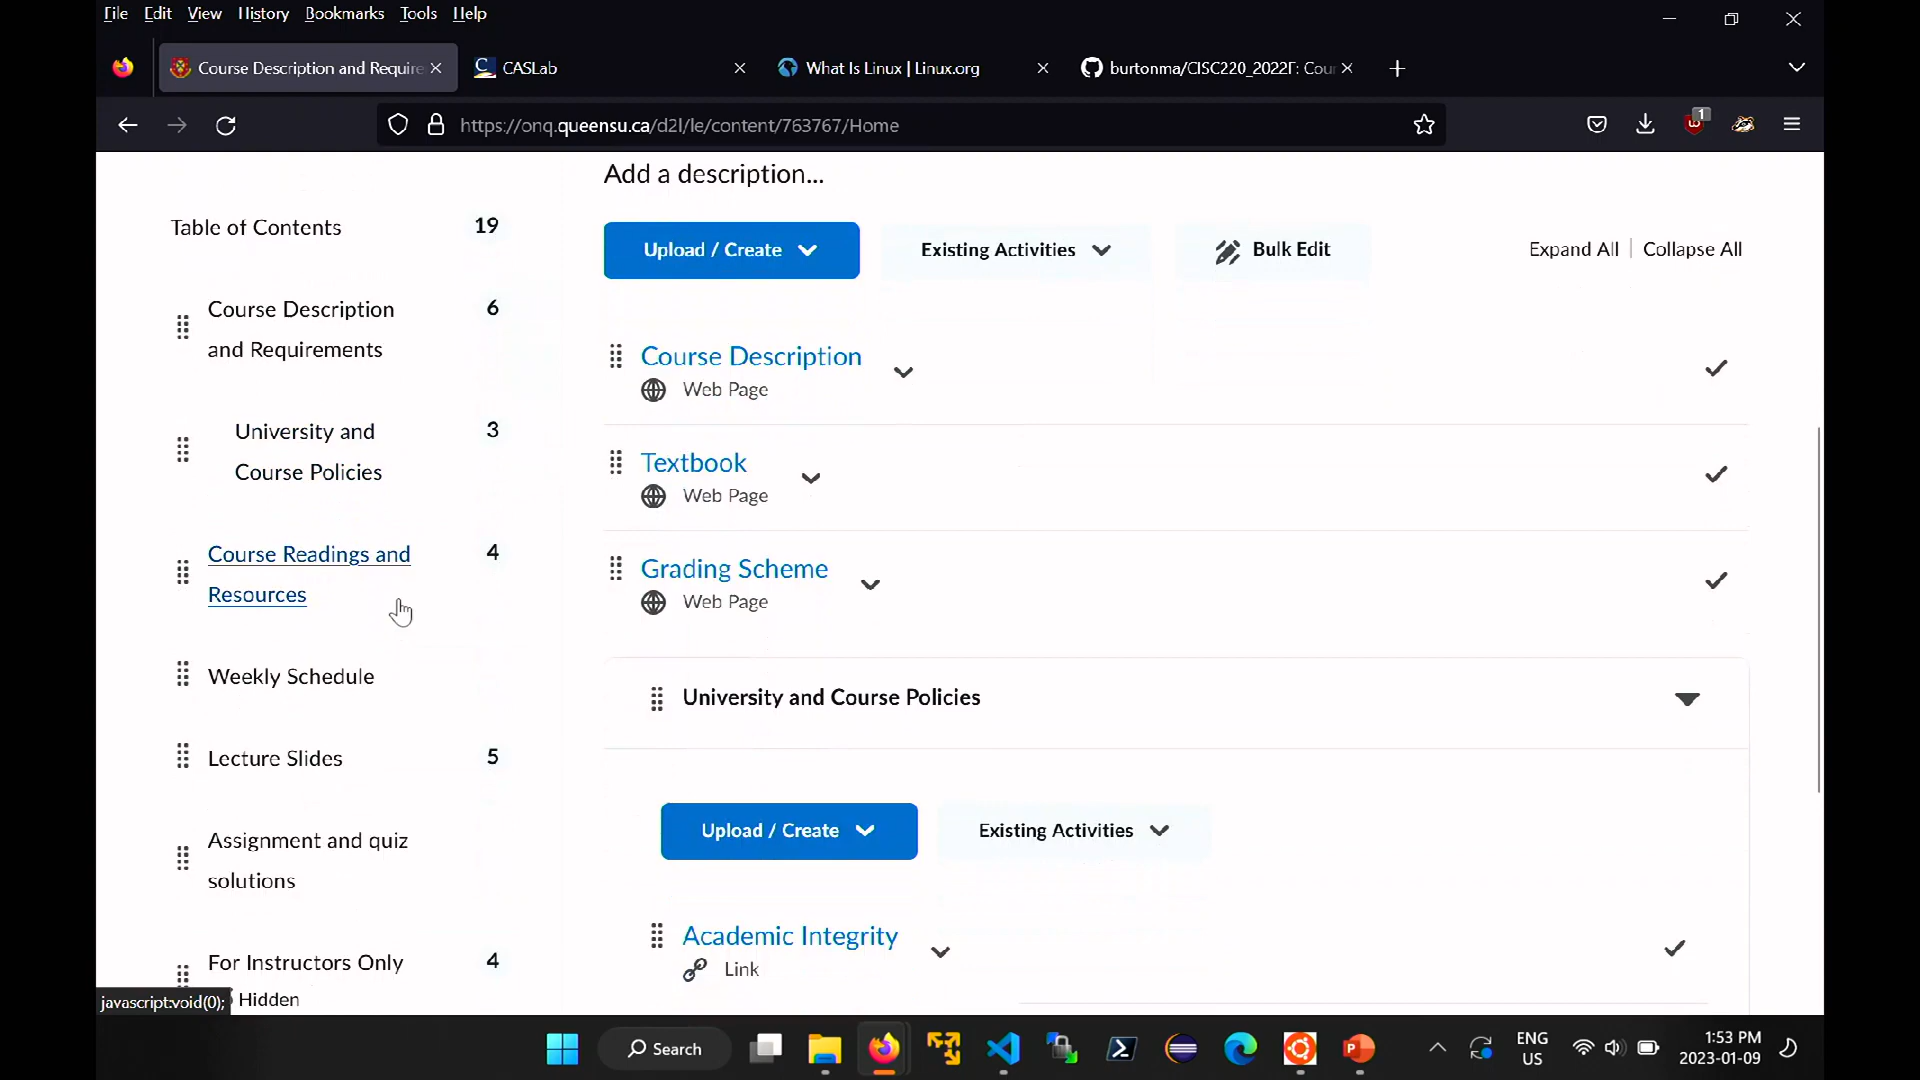 File Edit View History Bookmarks Tools Help
Course Description and Require
CASLab
What Is Linux | Linux.org
burtonma/CISC220_2022F: Cour
https://onq.queensu.ca/d2l/le/content/763767/Home
1
Add a description...
Table of Contents 19
Upload / Create
Existing Activities
Bulk Edit
Expand All | Collapse All
Course Description
and Requirements
6
University and
Course Policies
3
Course Readings and
Resources
4
Weekly Schedule
Lecture Slides 5
Assignment and quiz
solutions
For Instructors Only 4
Hidden
Course Description
Web Page
Textbook
Web Page
Grading Scheme
Web Page
University and Course Policies
Upload / Create
Existing Activities
Academic Integrity
Link
javascript:void(0);
Search
ENG
US
1:53 PM
2023-01-09